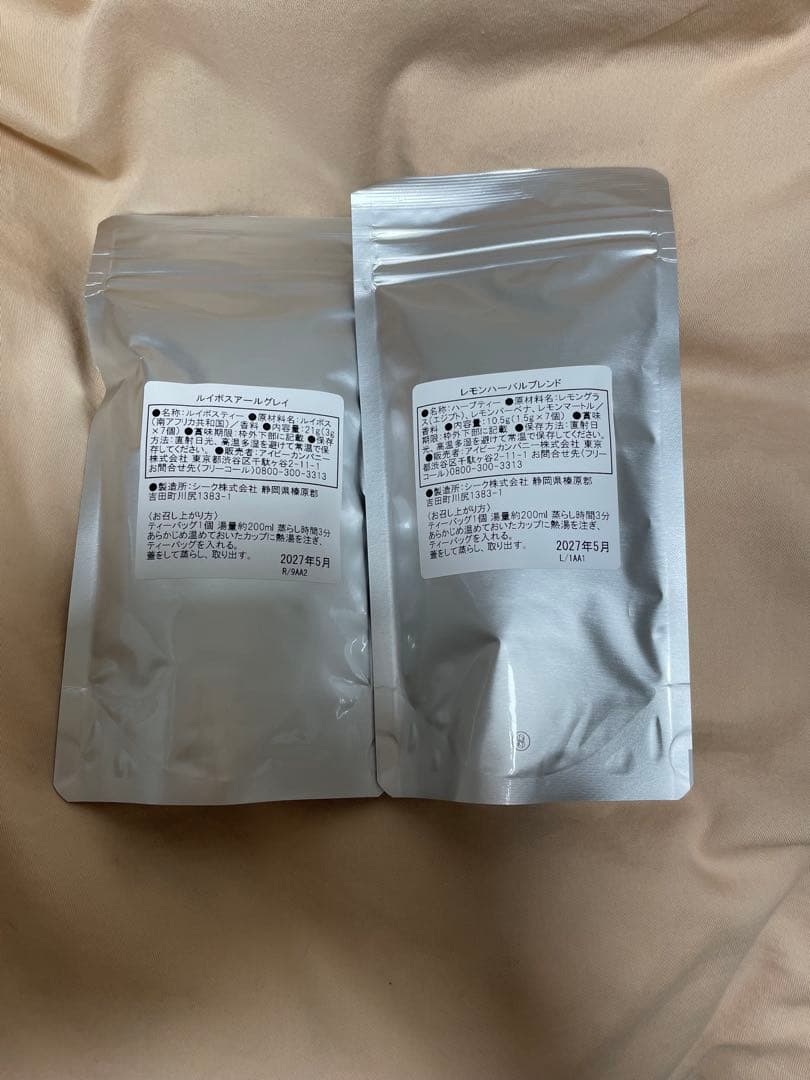 ルイボスアールグレイ
●名称:ルイボスティー ●原材料名:ルイボス
(南アフリカ共和国)/香料 ●内容量:21g(3g
×7個) ●賞味期限:枠外下部に記載 ●保存
方法:直射日光、高温多湿を避けて常温で保
存してください。 ●販売者:アイビーカンパニー
株式会社 東京都渋谷区千駄ヶ谷2-11-1
お問合せ先(フリーコール)0800-300-3313
●製造所:シーク株式会社 静岡県榛原郡
吉田町川尻1383-1
〈お召し上がり方〉
ティーバッグ1個 湯量約200ml 蒸らし時間3分
あらかじめ温めておいたカップに熱湯を注ぎ、
ティーバッグを入れる。
蓋をして蒸らし、取り出す。
2027年5月
R/9AA2
レモンハーバルブレンド
●名称:ハーブティー ●原材料名:レモングラ
ス(エジプト)、レモンバーベナ、レモンマートル/
香料 ●内容量:10.5g(1.5g×7個) ●賞味
期限:枠外下部に記載 ●保存方法:直射日
光、高温多湿を避けて常温で保存してください。
●販売者:アイビーカンパニー 株式会社 東京
都渋谷区千駄ヶ谷2-11-1 お問合せ先(フリー
コール)0800-300-3313
●製造所:シーク株式会社 静岡県榛原郡
吉田町川尻1383-1
〈お召し上がり方〉
ティーバッグ1個 湯量約200ml 蒸らし時間3分
あらかじめ温めておいたカップに熱湯を注ぎ、
ティーバッグを入れる。
蓋をして蒸らし、取り出す。
2027年5月
L/1AA1